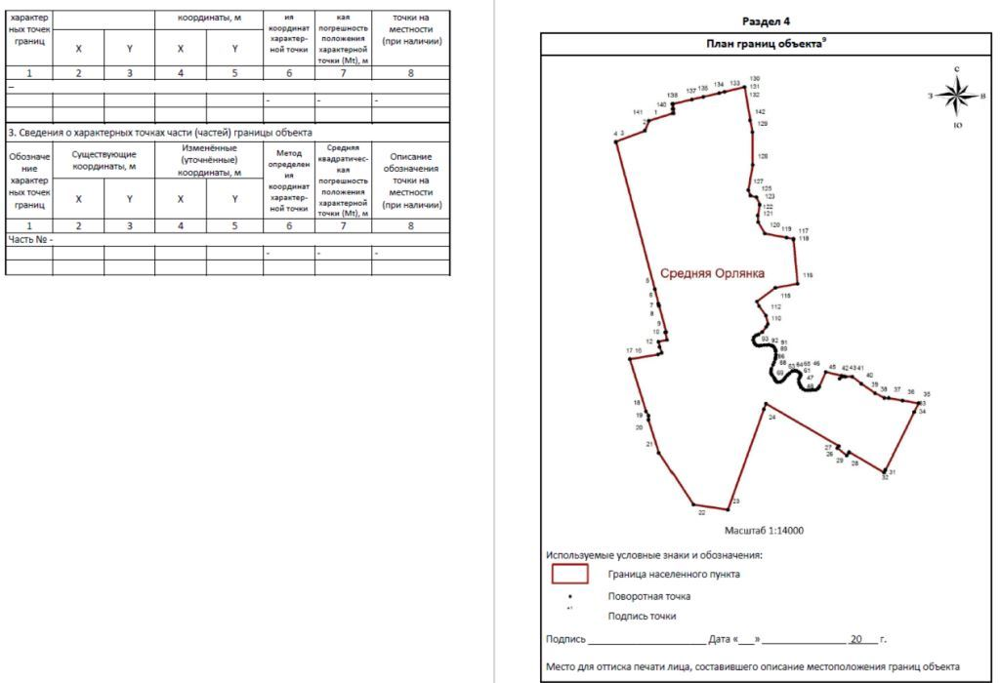 характер координаты, м ия кая точки на
ных точек координат погрешность местности
границ X Y X Y характер- положения (при наличии)
ной точки характерной
точки (Mt), м
1 2 3 4 5 6 7 8
–
- - -
3. Сведения о характерных точках части (частей) границы объекта
Обозначе Существующие Изменённые Метод Средняя Описание
ние координаты, м (уточнённые) определен квадратичес- обозначения
характер координаты, м ия кая точки на
ных точек координат погрешность местности
границ X Y X Y характер- положения (при наличии)
ной точки характерной
точки (Mt), м
1 2 3 4 5 6 7 8
Часть № -
- - -
Раздел 4
План границ объекта⁹
С
З В
Ю
130
137 135 134 133 131
138 132
140
141 1 142
2 129
4 3
128
127
125
123
122
121
120 119 117
118
Средняя Орлянка
116
5 115
6
7 112
8
9 110
10
12 93 92 91
89
17 16 86
88 69 63 64 65 46 45 42 43 41
61
47 40
48 39
38 37 36 35
33
34
18
19 24
20
21 27
26
29 28
31
32
22 23
Масштаб 1:14000
Используемые условные знаки и обозначения:
Граница населенного пункта
Поворотная точка
Подпись точки
Подпись ______________________ Дата «___» ________________ 20___ г.
Место для оттиска печати лица, составившего описание местоположения границ объекта